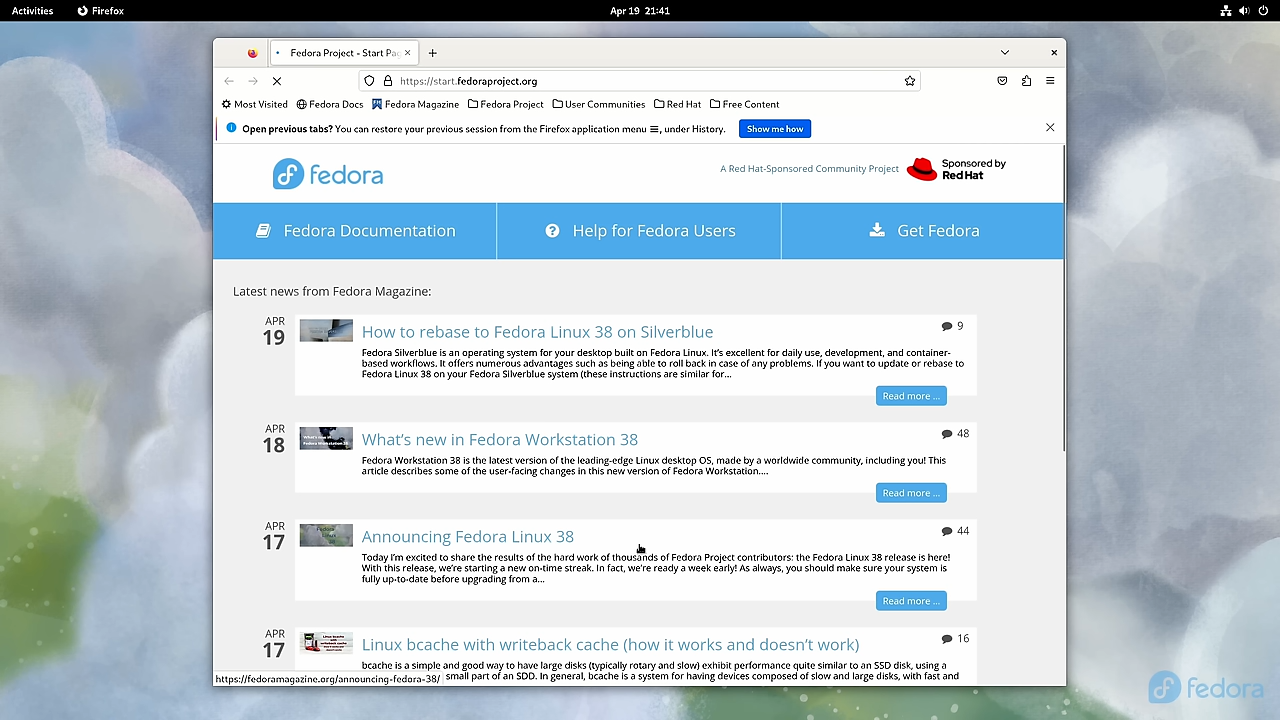 Activities
Firefox
Apr 19 21:41
Fedora Project - Start Pag
https://start.fedoraproject.org
Most Visited
Fedora Docs
Fedora Magazine
Fedora Project
User Communities
Red Hat
Free Content
Open previous tabs? You can restore your previous session from the Firefox application menu ☰, under History.
Show me how
fedora
A Red Hat-Sponsored Community Project
Sponsored by
Red Hat
Fedora Documentation
Help for Fedora Users
Get Fedora
Latest news from Fedora Magazine:
APR
19
How to rebase to Fedora Linux 38 on Silverblue
9
Fedora Silverblue is an operating system for your desktop built on Fedora Linux. It's excellent for daily use, development, and container-
based workflows. It offers numerous advantages such as being able to roll back in case of any problems. If you want to update or rebase to
Fedora Linux 38 on your Fedora Silverblue system (these instructions are similar for...
Read more ...
APR
18
What's new in
Fedora Workstation 38
What's new in Fedora Workstation 38
48
Fedora Workstation 38 is the latest version of the leading-edge Linux desktop OS, made by a worldwide community, including you! This
article describes some of the user-facing changes in this new version of Fedora Workstation....
Read more ...
APR
17
Fedora
Linux
38
Announcing Fedora Linux 38
44
Today I'm excited to share the results of the hard work of thousands of Fedora Project contributors: the Fedora Linux 38 release is here!
With this release, we're starting a new on-time streak. In fact, we're ready a week early! As always, you should make sure your system is
fully up-to-date before upgrading from a...
Read more ...
APR
17
Linux bcache
with
writeback cache
Linux bcache with writeback cache (how it works and doesn't work)
16
bcache is a simple and good way to have large disks (typically rotary and slow) exhibit performance quite similar to an SSD disk, using a
small part of an SDD. In general, bcache is a system for having devices composed of slow and large disks, with fast and
https://fedoramagazine.org/announcing-fedora-38/
fedora